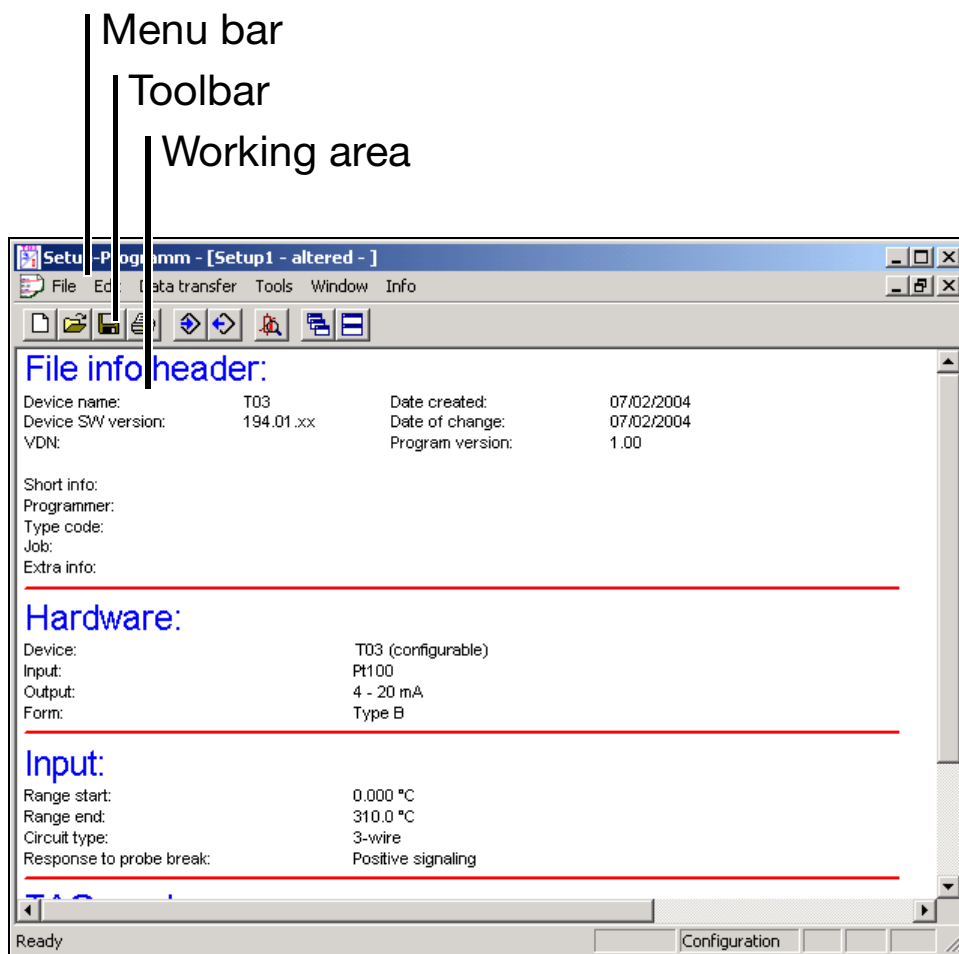 Menu bar
Toolbar
Working area
Setup-Programm - [Setup1 - altered - ]
File Edit Data transfer Tools Window Info
File info header:
Device name: T03 Date created: 07/02/2004
Device SW version: 194.01.xx Date of change: 07/02/2004
VDN: Program version: 1.00
Short info:
Programmer:
Type code:
Job:
Extra info:
Hardware:
Device: T03 (configurable)
Input: Pt100
Output: 4 - 20 mA
Form: Type B
Input:
Range start: 0.000 °C
Range end: 310.0 °C
Circuit type: 3-wire
Response to probe break: Positive signaling
Ready Configuration